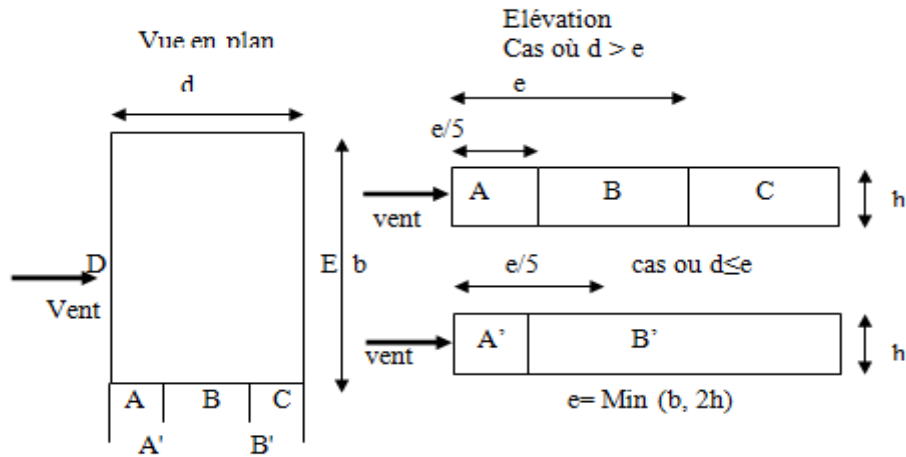 Vue en plan
d
D
Vent
E b
A B C
A' B'
Elévation
Cas où d > e
e
e/5
A B C
vent
h
e/5 cas ou d≤e
A’ B’
vent
h
e= Min (b, 2h)